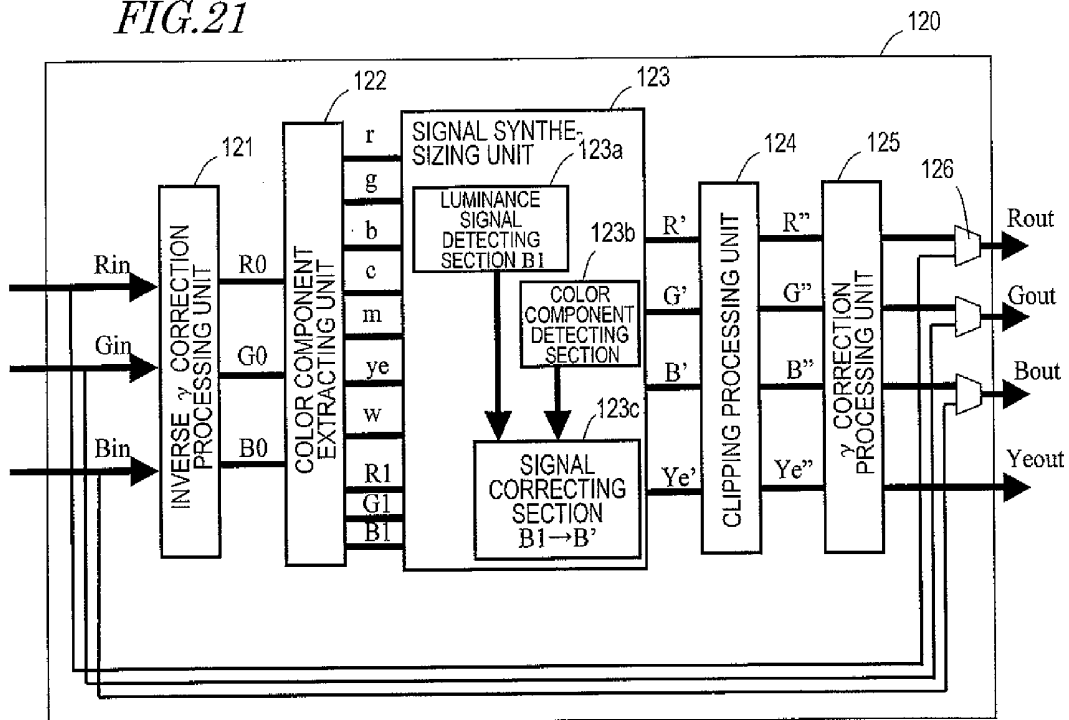 FIG.21
120
122
123
r
SIGNAL SYNTHE-
SIZING UNIT
121
123a
124
125
126
g
LUMINANCE
SIGNAL
DETECTING
SECTION B1
123b
b
R'
R"
Rout
Rin
R0
c
COLOR
COMPONENT
DETECTING
SECTION
G'
G"
Gout
m
Gin
G0
ye
B'
B"
Bout
w
123c
Bin
B0
SIGNAL
CORRECTING
SECTION
B1→B'
R1
G1
B1
Ye'
Ye"
Yeout
INVERSE γ CORRECTION
PROCESSING UNIT
COLOR COMPONENT
EXTRACTING UNIT
CLIPPING PROCESSING UNIT
γ CORRECTION
PROCESSING UNIT